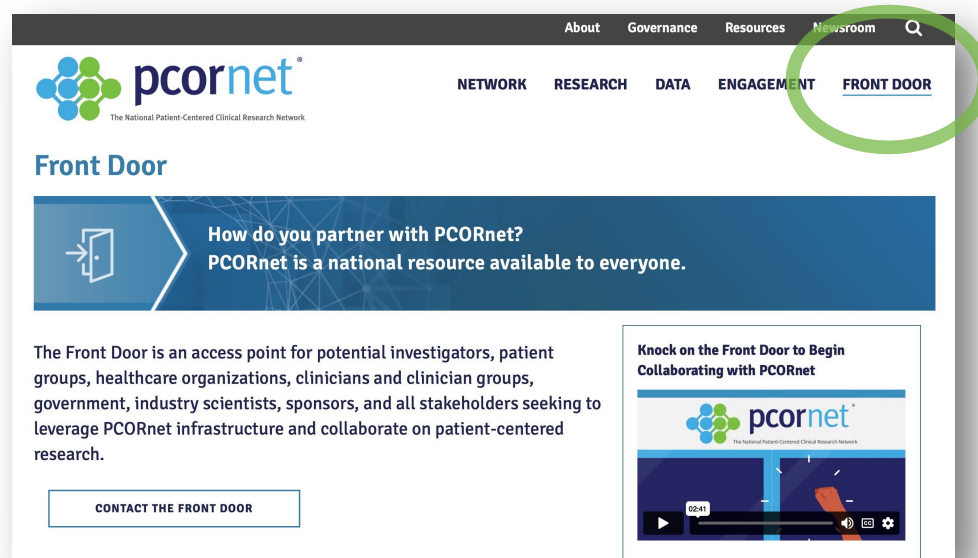 About Governance Resources Newsroom
pcornet®
The National Patient-Centered Clinical Research Network
NETWORK RESEARCH DATA ENGAGEMENT FRONT DOOR
Front Door
How do you partner with PCORnet?
PCORnet is a national resource available to everyone.
The Front Door is an access point for potential investigators, patient
groups, healthcare organizations, clinicians and clinician groups,
government, industry scientists, sponsors, and all stakeholders seeking to
leverage PCORnet infrastructure and collaborate on patient-centered
research.
CONTACT THE FRONT DOOR
Knock on the Front Door to Begin
Collaborating with PCORnet
pcornet®
The National Patient-Centered Clinical Research Network
02:41
CC